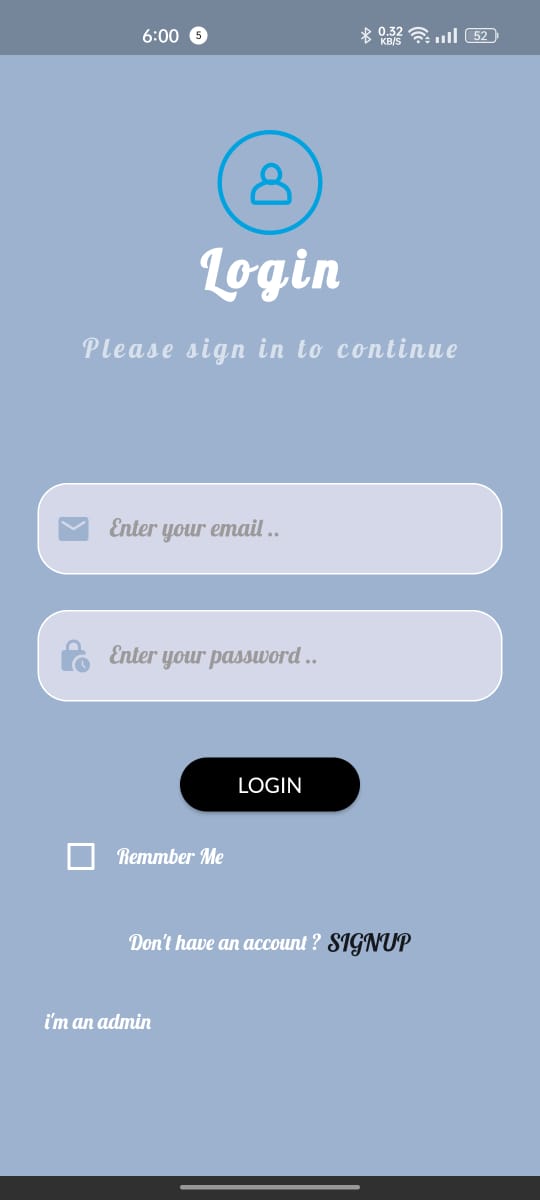 6:00 5 0.32 KB/S 52
Login
Please sign in to continue
Enter your email ..
Enter your password ..
LOGIN
Remmber Me
Don't have an account ? SIGNUP
i'm an admin